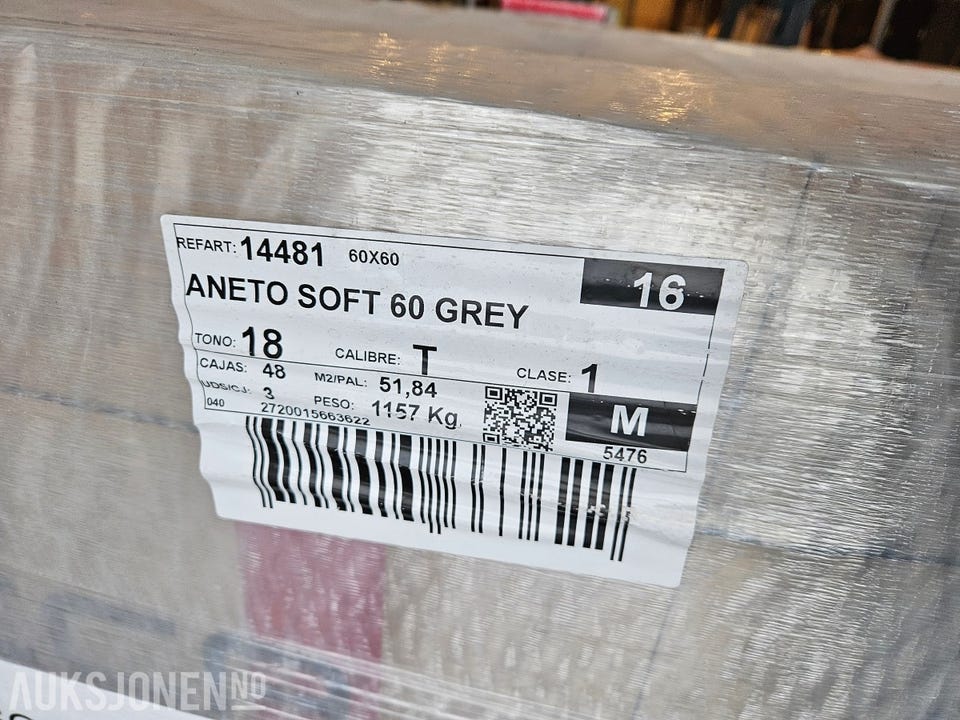 REFART: 14481 60X60
16
ANETO SOFT 60 GREY
TONO: 18 CALIBRE: T CLASE: 1
CAJAS: 48 M2/PAL: 51,84
UDS/CJ: 3 PESO: 1157 Kg.
M
040 2720015663622
5476
AUKSJONEN NO